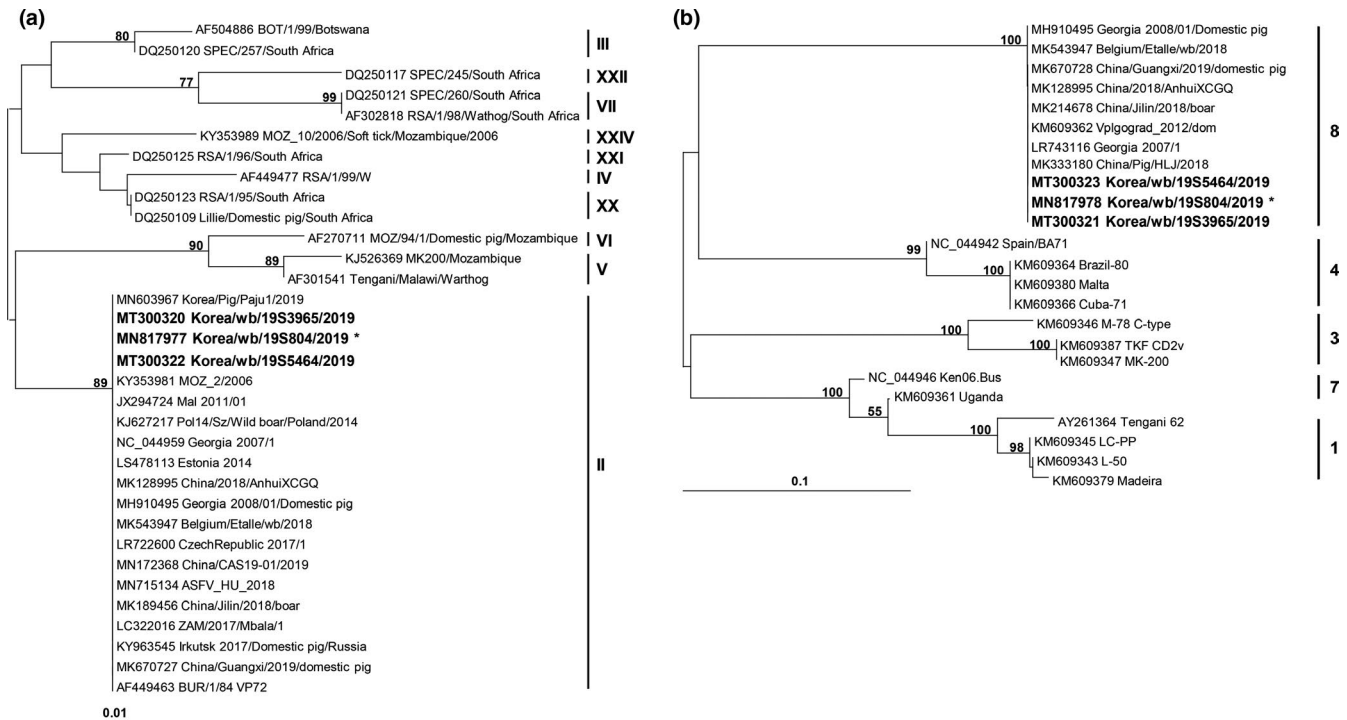 (a)
80
AF504886 BOT/1/99/Botswana
DQ250120 SPEC/257/South Africa
III
77
DQ250117 SPEC/245/South Africa
XXII
99
DQ250121 SPEC/260/South Africa
AF302818 RSA/1/98/Wathog/South Africa
VII
KY353989 MOZ_10/2006/Soft tick/Mozambique/2006
XXIV
DQ250125 RSA/1/96/South Africa
XXI
AF449477 RSA/1/99/W
IV
DQ250123 RSA/1/95/South Africa
DQ250109 Lillie/Domestic pig/South Africa
XX
90
AF270711 MOZ/94/1/Domestic pig/Mozambique
VI
89
KJ526369 MK200/Mozambique
AF301541 Tengani/Malawi/Warthog
V
MN603967 Korea/Pig/Paju1/2019
MT300320 Korea/wb/19S3965/2019
MN817977 Korea/wb/19S804/2019 *
MT300322 Korea/wb/19S5464/2019
89
KY353981 MOZ_2/2006
JX294724 Mal 2011/01
KJ627217 Pol14/Sz/Wild boar/Poland/2014
NC_044959 Georgia 2007/1
LS478113 Estonia 2014
II
MK128995 China/2018/AnhuiXCGQ
MH910495 Georgia 2008/01/Domestic pig
MK543947 Belgium/Etalle/wb/2018
LR722600 CzechRepublic 2017/1
MN172368 China/CAS19-01/2019
MN715134 ASFV_HU_2018
MK189456 China/Jilin/2018/boar
LC322016 ZAM/2017/Mbala/1
KY963545 Irkutsk 2017/Domestic pig/Russia
MK670727 China/Guangxi/2019/domestic pig
AF449463 BUR/1/84 VP72
0.01
(b)
100
MH910495 Georgia 2008/01/Domestic pig
MK543947 Belgium/Etalle/wb/2018
MK670728 China/Guangxi/2019/domestic pig
MK128995 China/2018/AnhuiXCGQ
MK214678 China/Jilin/2018/boar
KM609362 Vplgograd_2012/dom
8
LR743116 Georgia 2007/1
MK333180 China/Pig/HLJ/2018
MT300323 Korea/wb/19S5464/2019
MN817978 Korea/wb/19S804/2019 *
MT300321 Korea/wb/19S3965/2019
99
NC_044942 Spain/BA71
100
KM609364 Brazil-80
KM609380 Malta
KM609366 Cuba-71
4
100
KM609346 M-78 C-type
100
KM609387 TKF CD2v
KM609347 MK-200
3
100
NC_044946 Ken06.Bus
55
KM609361 Uganda
7
100
AY261364 Tengani 62
98
KM609345 LC-PP
KM609343 L-50
KM609379 Madeira
1
0.1